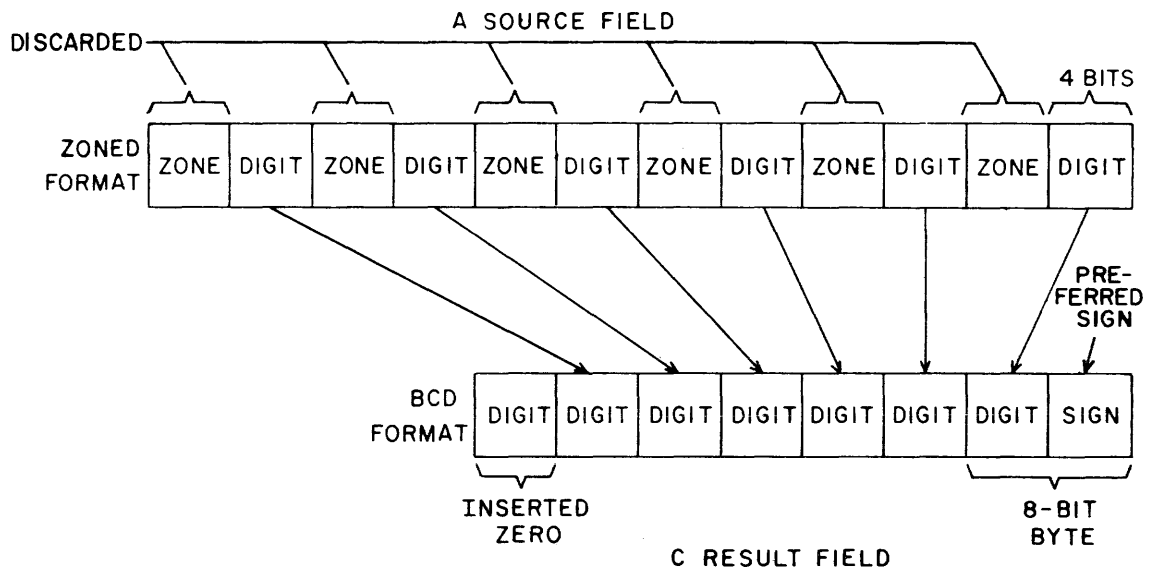 A SOURCE FIELD
DISCARDED
4 BITS
ZONED
FORMAT
ZONE DIGIT ZONE DIGIT ZONE DIGIT ZONE DIGIT ZONE DIGIT ZONE DIGIT
PRE-
FERRED
SIGN
BCD
FORMAT
DIGIT DIGIT DIGIT DIGIT DIGIT DIGIT DIGIT SIGN
INSERTED
ZERO
8-BIT
BYTE
C RESULT FIELD